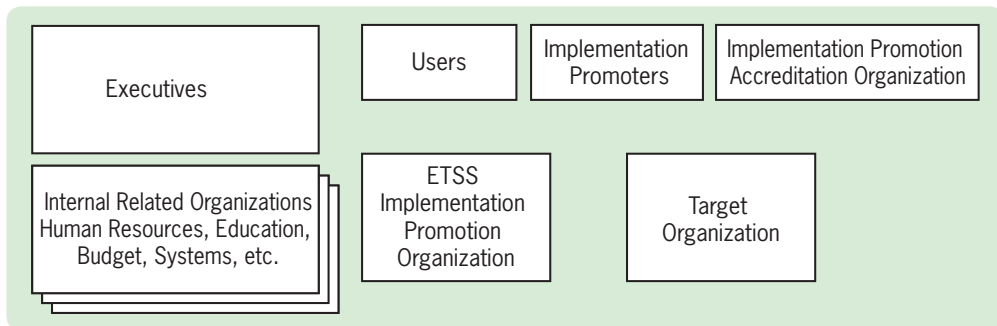 Executives
Users
Implementation
Promoters
Implementation Promotion
Accreditation Organization
Internal Related Organizations
Human Resources, Education,
Budget, Systems, etc.
ETSS
Implementation
Promotion
Organization
Target
Organization